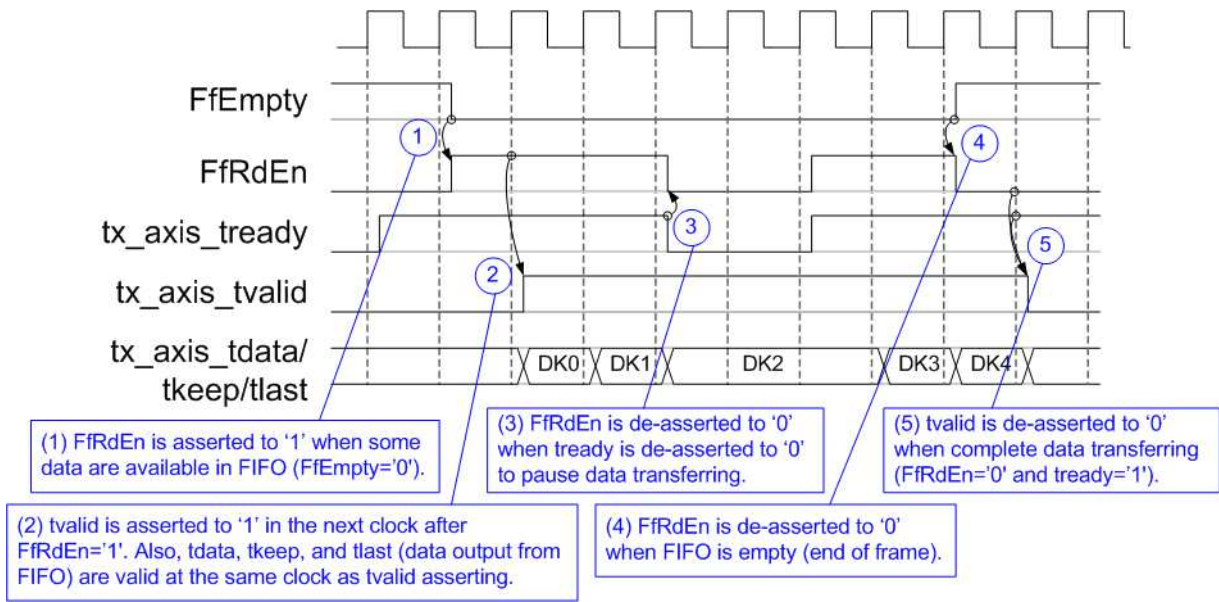 FfEmpty
1
4
FfRdEn
tx_axis_tready
3
5
2
tx_axis_tvalid
tx_axis_tdata/
tkeep/tlast
DK0 DK1 DK2 DK3 DK4
(1) FfRdEn is asserted to ‘1’ when some
data are available in FIFO (FfEmpty=’0').
(3) FfRdEn is de-asserted to ‘0’
when tready is de-asserted to ‘0’
to pause data transferring.
(5) tvalid is de-asserted to ‘0’
when complete data transferring
(FfRdEn=’0' and tready=’1').
(2) tvalid is asserted to ‘1’ in the next clock after
FfRdEn=’1'. Also, tdata, tkeep, and tlast (data output from
FIFO) are valid at the same clock as tvalid asserting.
(4) FfRdEn is de-asserted to ‘0’
when FIFO is empty (end of frame).